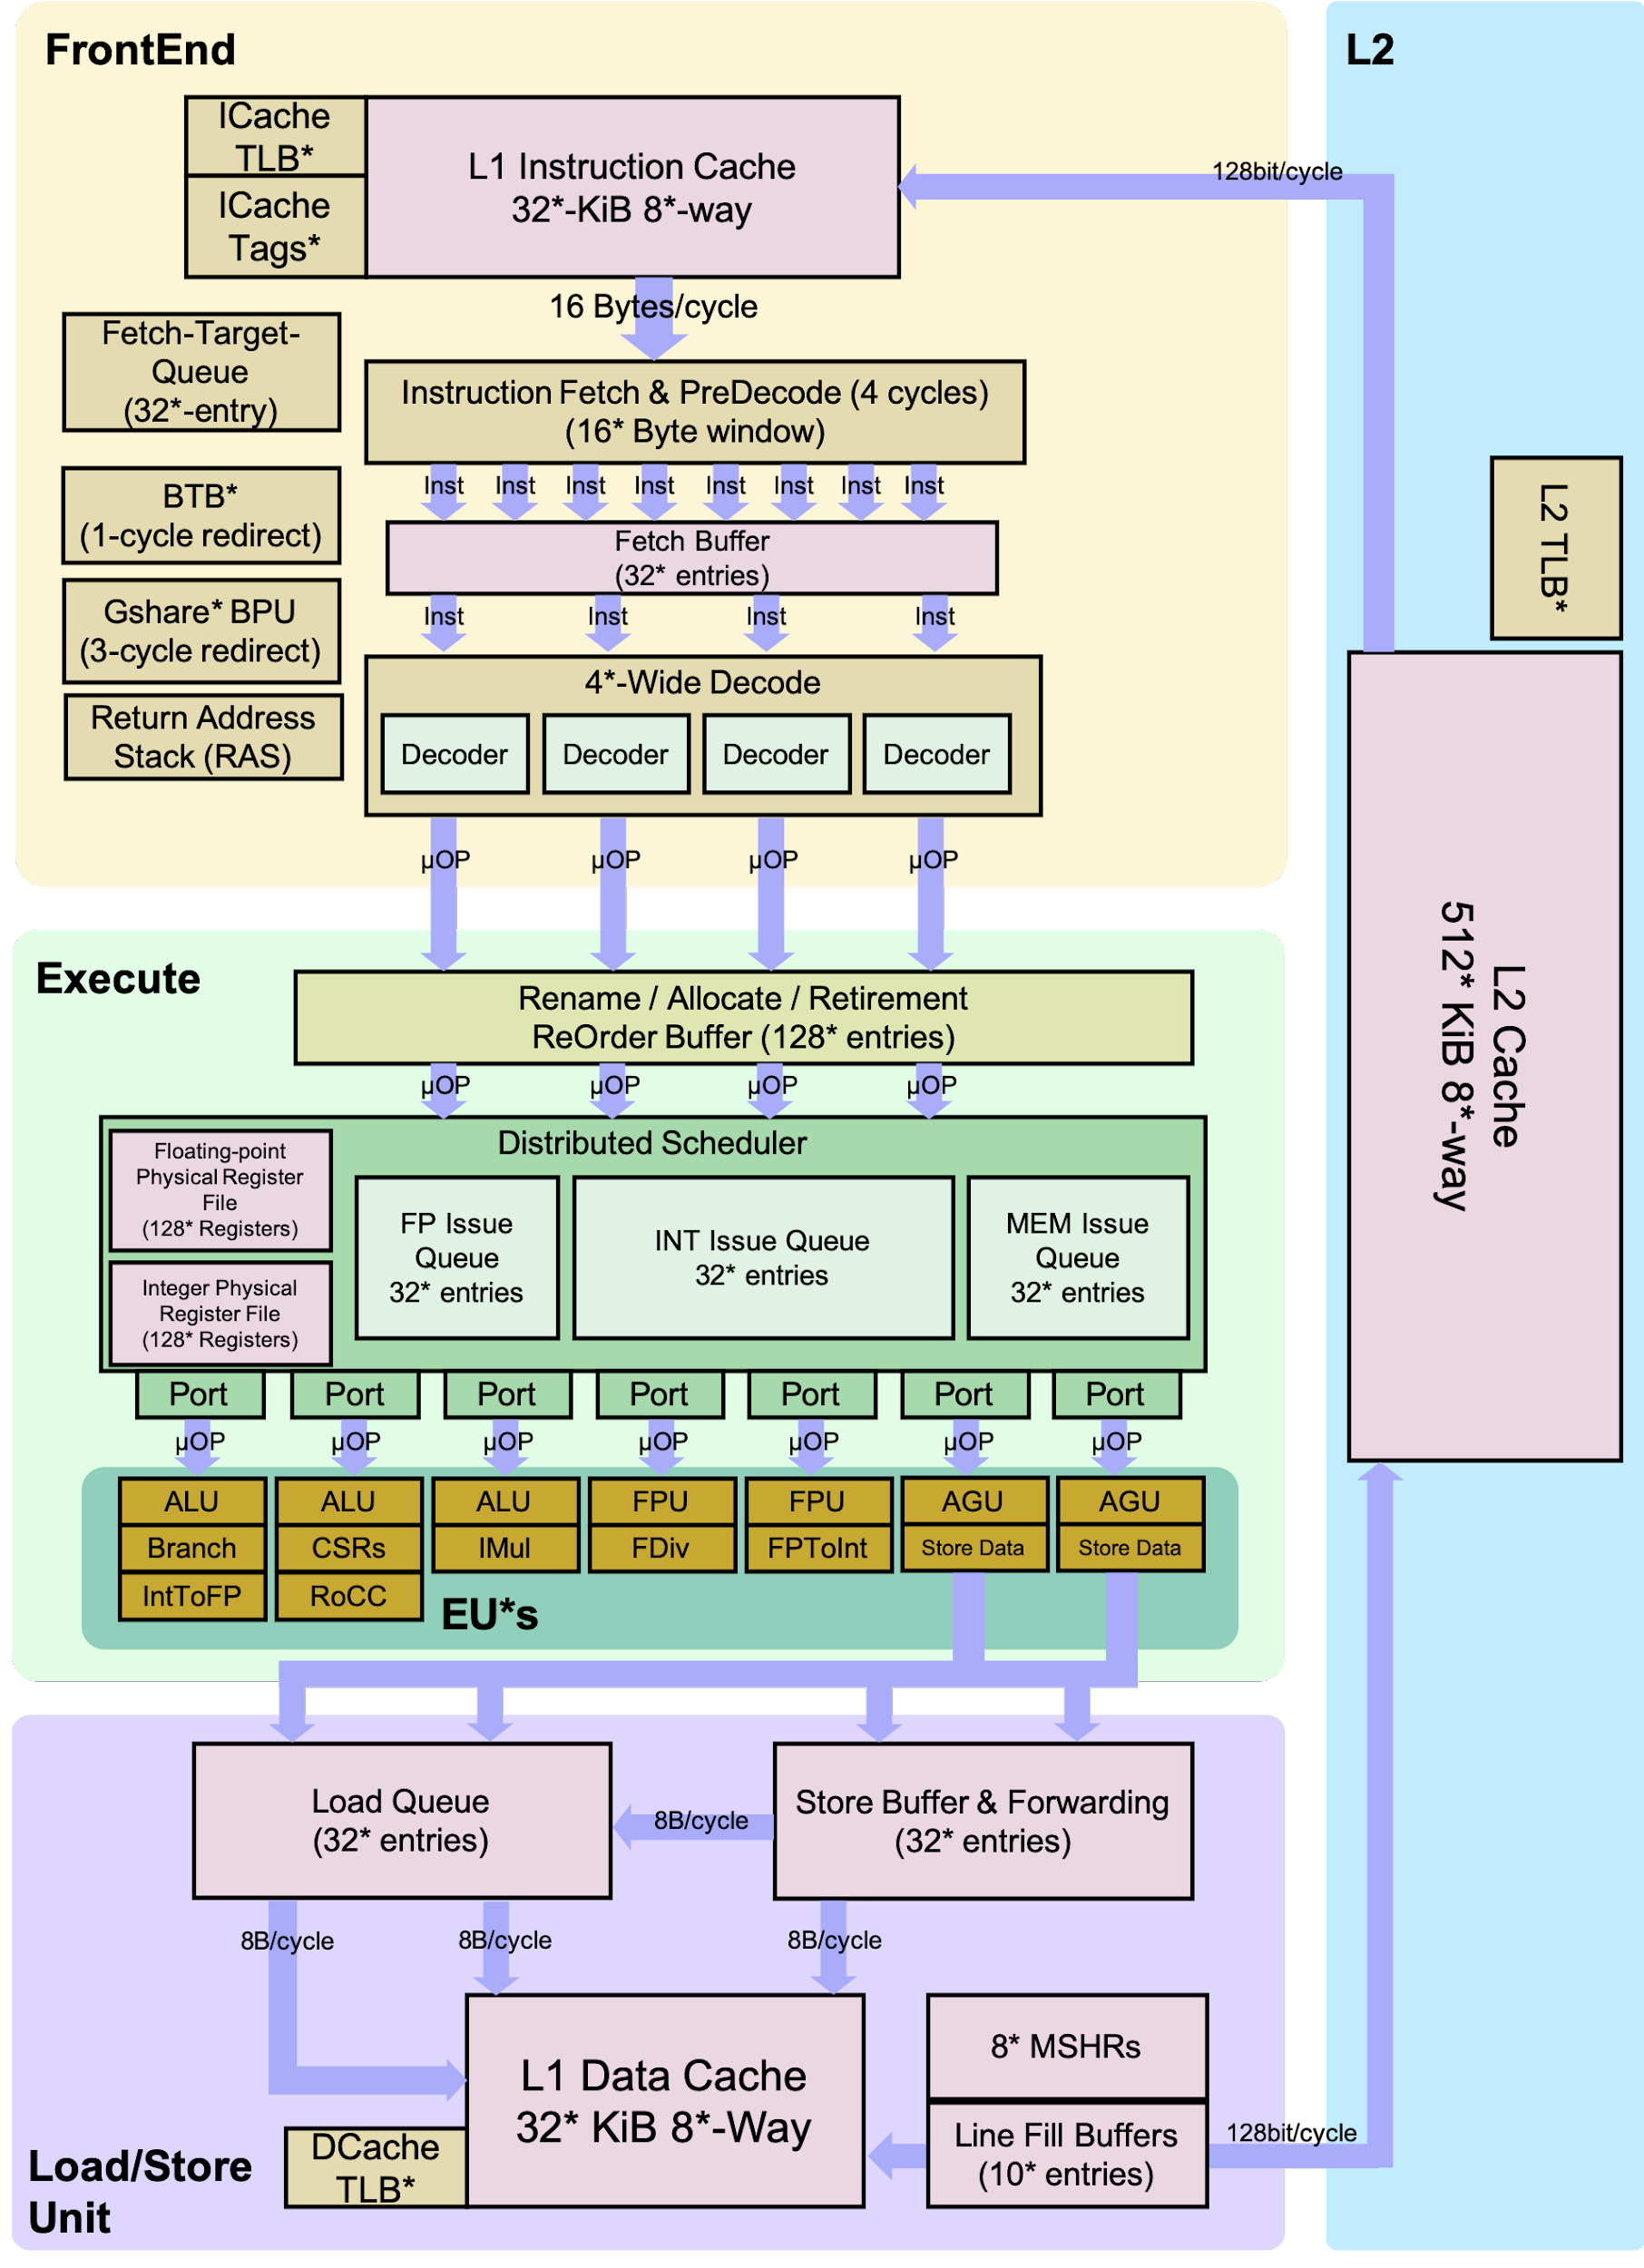 FrontEnd
L2
ICache
TLB*
ICache
Tags*
L1 Instruction Cache
32*-KiB 8*-way
128bit/cycle
16 Bytes/cycle
Fetch-Target-
Queue
(32*-entry)
Instruction Fetch & PreDecode (4 cycles)
(16* Byte window)
BTB*
(1-cycle redirect)
Inst Inst Inst Inst Inst Inst Inst Inst
Fetch Buffer
(32* entries)
Gshare* BPU
(3-cycle redirect)
Inst Inst Inst Inst
Return Address
Stack (RAS)
4*-Wide Decode
Decoder Decoder Decoder Decoder
µOP µOP µOP µOP
L2 TLB*
L2 Cache
512* KiB 8*-way
Execute
Rename / Allocate / Retirement
ReOrder Buffer (128* entries)
µOP µOP µOP µOP
Distributed Scheduler
Floating-point
Physical Register
File
(128* Registers)
Integer Physical
Register File
(128* Registers)
FP Issue
Queue
32* entries
INT Issue Queue
32* entries
MEM Issue
Queue
32* entries
Port Port Port Port Port Port Port
µOP µOP µOP µOP µOP µOP µOP
ALU ALU ALU FPU FPU AGU AGU
Branch CSRs IMul FDiv FPToInt Store Data Store Data
IntToFP RoCC
EU*s
Load Queue
(32* entries)
8B/cycle
Store Buffer & Forwarding
(32* entries)
8B/cycle 8B/cycle 8B/cycle
L1 Data Cache
32* KiB 8*-Way
8* MSHRs
Line Fill Buffers
(10* entries)
128bit/cycle
DCache
TLB*
Load/Store
Unit